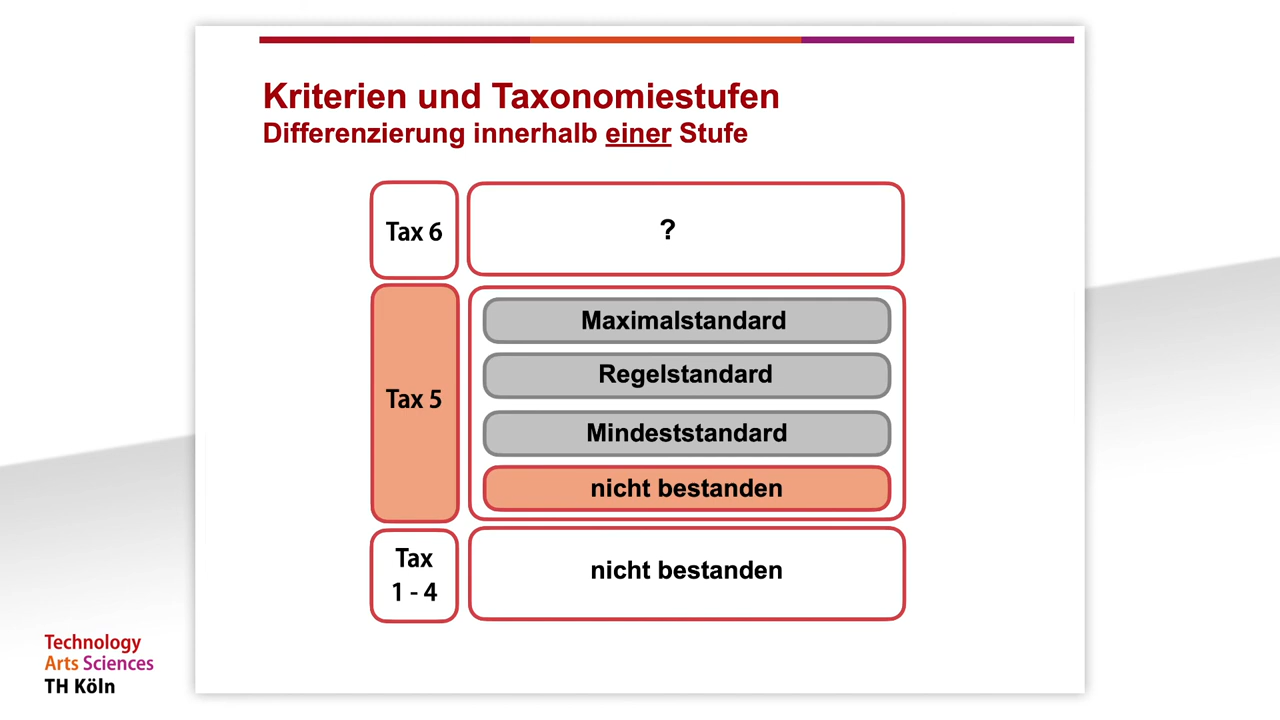 Kriterien und Taxonomiestufen
Differenzierung innerhalb einer Stufe
Tax 6
?
Tax 5
Maximalstandard
Regelstandard
Mindeststandard
nicht bestanden
Tax
1 - 4
nicht bestanden
Technology
Arts Sciences
TH Köln